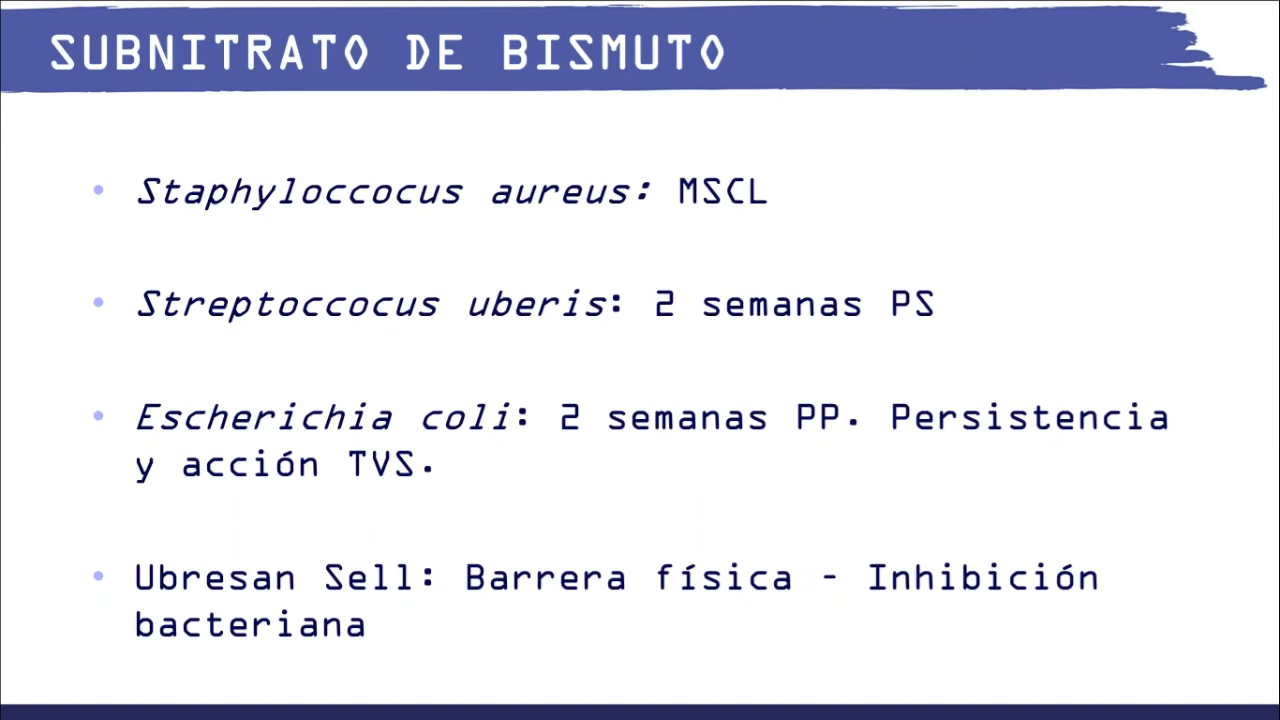 SUBNITRATO DE BISMUTO
• Staphyloccocus aureus: MSCL
• Streptoccocus uberis: 2 semanas PS
• Escherichia coli: 2 semanas PP. Persistencia
y acción TVS.
• Ubresan Sell: Barrera física - Inhibición
bacteriana